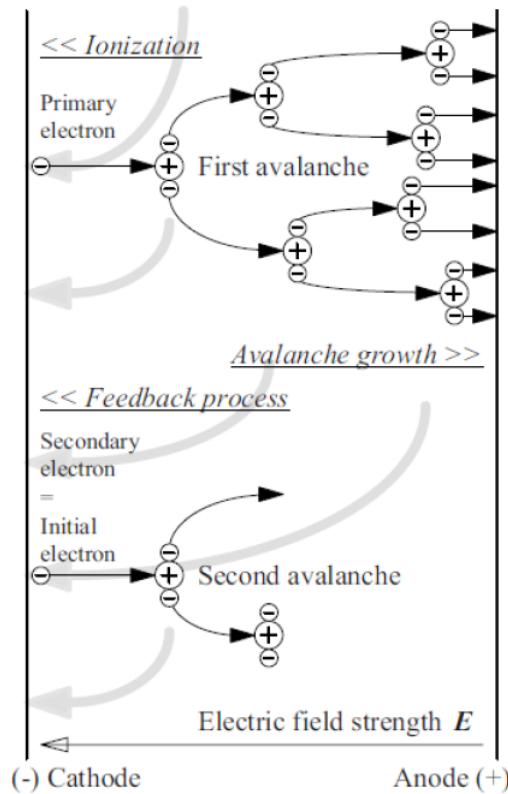 << Ionization
Primary
electron
First avalanche
Avalanche growth >>
<< Feedback process
Secondary
electron
=
Initial
electron
Second avalanche
Electric field strength E
(-) Cathode
Anode (+)